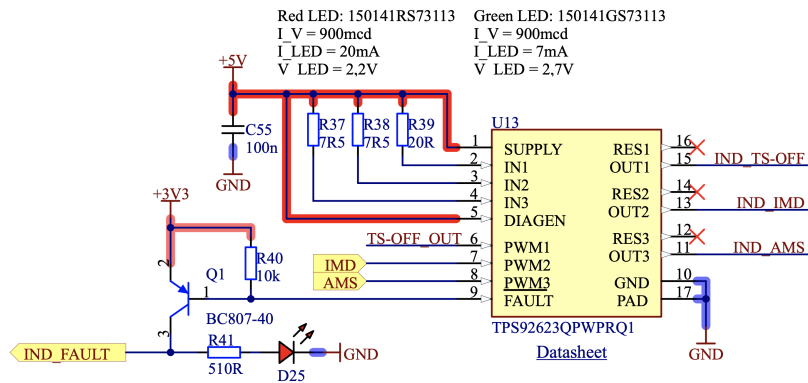 Red LED: 150141RS73113
I_V = 900mcd
I_LED = 20mA
V LED = 2,2V
Green LED: 150141GS73113
I_V = 900mcd
I_LED = 7mA
V LED = 2,7V
+5V
C55
100n
GND
R37
7R5
R38
7R5
R39
20R
U13
1 SUPPLY
2 IN1
3 IN2
4 IN3
5 DIAGEN
6 PWM1
7 PWM2
8 PWM3
9 FAULT
RES1 16
OUT1 15 IND_TS-OFF
RES2 14
OUT2 13 IND_IMD
RES3 12
OUT3 11 IND_AMS
GND 10
PAD 17
TPS92623QPWPRQ1
Datasheet
GND
TS-OFF_OUT
IMD
AMS
+3V3
R40
10k
2
Q1
1
BC807-40
3
IND_FAULT
R41
510R
D25
GND